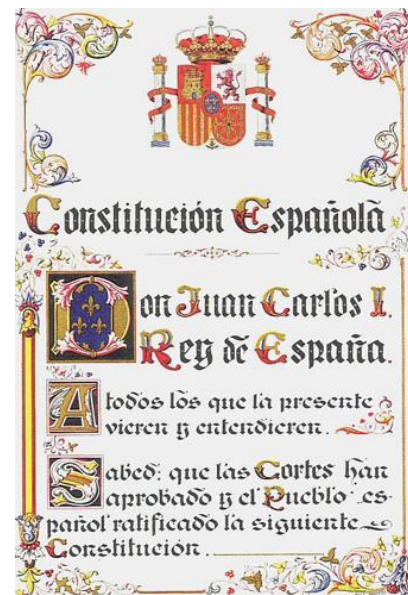 Constitución Española
Don Juan Carlos I.
Rey de España.
A todos los que la presente
vieren y entendieren.
Sabed: que las Cortes han
aprobado y el Pueblo es-
pañol ratificado la siguiente
Constitución.